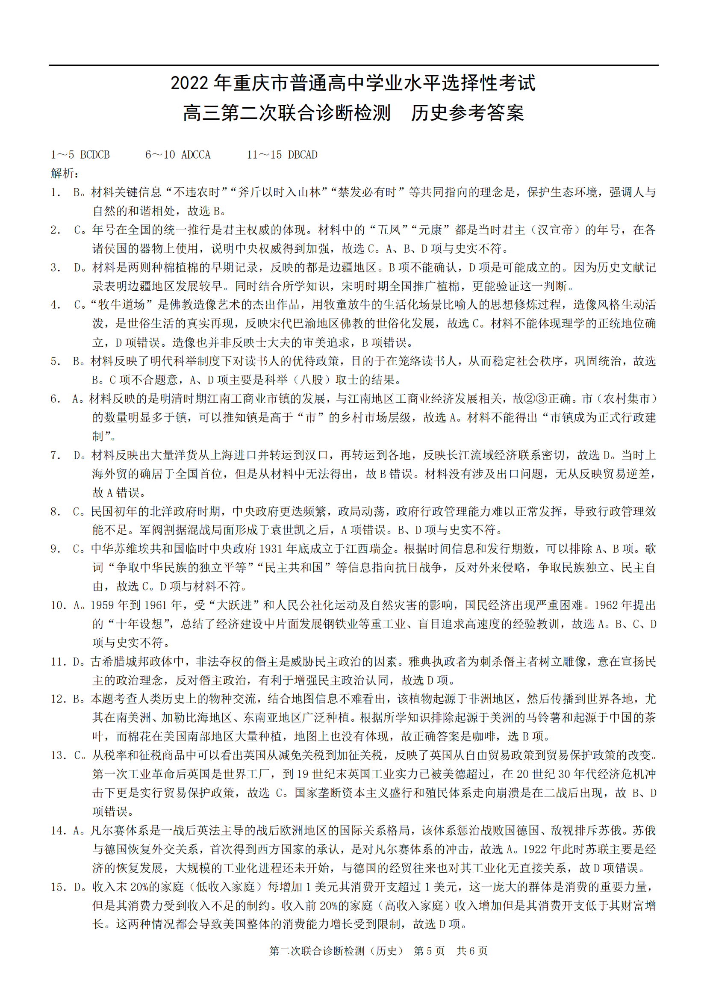 2022 年重庆市普通高中学业水平选择性考试
高三第二次联合诊断检测　历史参考答案
1～5 BCDCB　　　6～10 ADCCA　　　11～15 DBCAD
解析：
1． B。材料关键信息“不违农时”“斧斤以时入山林”“禁发必有时”等共同指向的理念是，保护生态环境，强调人与
自然的和谐相处，故选 B。
2． C。年号在全国的统一推行是君主权威的体现。材料中的“五凤”“元康”都是当时君主（汉宣帝）的年号，在各
诸侯国的器物上使用，说明中央权威得到加强，故选 C。A、B、D 项与史实不符。
3． D。材料是两则种棉植棉的早期记录，反映的都是边疆地区。B 项不能确认，D 项是可能成立的。因为历史文献记
录表明边疆地区发展较早。同时结合所学知识，宋明时期全国推广植棉，更能验证这一判断。
4． C。“牧牛道场”是佛教造像艺术的杰出作品，用牧童放牛的生活化场景比喻人的思想修炼过程，造像风格生动活
泼，是世俗生活的真实再现，反映宋代巴渝地区佛教的世俗化发展，故选 C。材料不能体现理学的正统地位确
立，D 项错误。造像也并非反映士大夫的审美追求，B 项错误。
5． B。材料反映了明代科举制度下对读书人的优待政策，目的于在笼络读书人，从而稳定社会秩序，巩固统治，故选
B。C 项不合题意，A、D 项主要是科举（八股）取士的结果。
6． A。材料反映的是明清时期江南工商业市镇的发展，与江南地区工商业经济发展相关，故②③正确。市（农村集市）
的数量明显多于镇，可以推知镇是高于“市”的乡村市场层级，故选 A。材料不能得出“市镇成为正式行政建
制”。
7． D。材料反映出大量洋货从上海进口并转运到汉口，再转运到各地，反映长江流域经济联系密切，故选 D。当时上
海外贸的确居于全国首位，但是从材料中无法得出，故 B 错误。材料没有涉及出口问题，无从反映贸易逆差，
故 A 错误。
8． C。民国初年的北洋政府时期，中央政府更迭频繁，政局动荡，政府行政管理能力难以正常发挥，导致行政管理效
能不足。军阀割据混战局面形成于袁世凯之后，A 项错误。B、D 项与史实不符。
9． C。中华苏维埃共和国临时中央政府 1931 年底成立于江西瑞金。根据时间信息和发行期数，可以排除 A、B 项。歌
词“争取中华民族的独立平等”“民主共和国”等信息指向抗日战争，反对外来侵略，争取民族独立、民主自
由，故选 C。D 项与材料不符。
10．A。1959 年到 1961 年，受“大跃进”和人民公社化运动及自然灾害的影响，国民经济出现严重困难。1962 年提出
的“十年设想”，总结了经济建设中片面发展钢铁业等重工业、盲目追求高速度的经验教训，故选 A。B、C、D
项与史实不符。
11．D。古希腊城邦政体中，非法夺权的僭主是威胁民主政治的因素。雅典执政者为刺杀僭主者树立雕像，意在宣扬民
主的政治理念，反对僭主政治，有利于增强民主政治认同，故选 D 项。
12．B。本题考查人类历史上的物种交流，结合地图信息不难看出，该植物起源于非洲地区，然后传播到世界各地，尤
其在南美洲、加勒比海地区、东南亚地区广泛种植。根据所学知识排除起源于美洲的马铃薯和起源于中国的茶
叶，而棉花在美国南部地区大量种植，地图上也没有体现，故正确答案是咖啡，选 B 项。
13．C。从税率和征税商品中可以看出英国从减免关税到加征关税，反映了英国从自由贸易政策到贸易保护政策的改变。
第一次工业革命后英国是世界工厂，到 19 世纪末英国工业实力已被美德超过，在 20 世纪 30 年代经济危机冲
击下更是实行贸易保护政策，故选 C。国家垄断资本主义盛行和殖民体系走向崩溃是在二战后出现，故 B、D
项错误。
14．A。凡尔赛体系是一战后英法主导的战后欧洲地区的国际关系格局，该体系惩治战败国德国、敌视排斥苏俄。苏俄
与德国恢复外交关系，首次得到西方国家的承认，是对凡尔赛体系的冲击，故选 A。1922 年此时苏联主要是经
济的恢复发展，大规模的工业化进程还未开始，与德国的经贸往来也对其工业化无直接关系，故 D 项错误。
15．D。收入末 20%的家庭（低收入家庭）每增加 1 美元其消费开支超过 1 美元，这一庞大的群体是消费的重要力量，
但是其消费力受到收入不足的制约。收入前 20%的家庭（高收入家庭）收入增加但是其消费开支低于其财富增
长。这两种情况都会导致美国整体的消费能力增长受到限制，故选 D 项。
第二次联合诊断检测（历史） 第 5 页　共 6 页